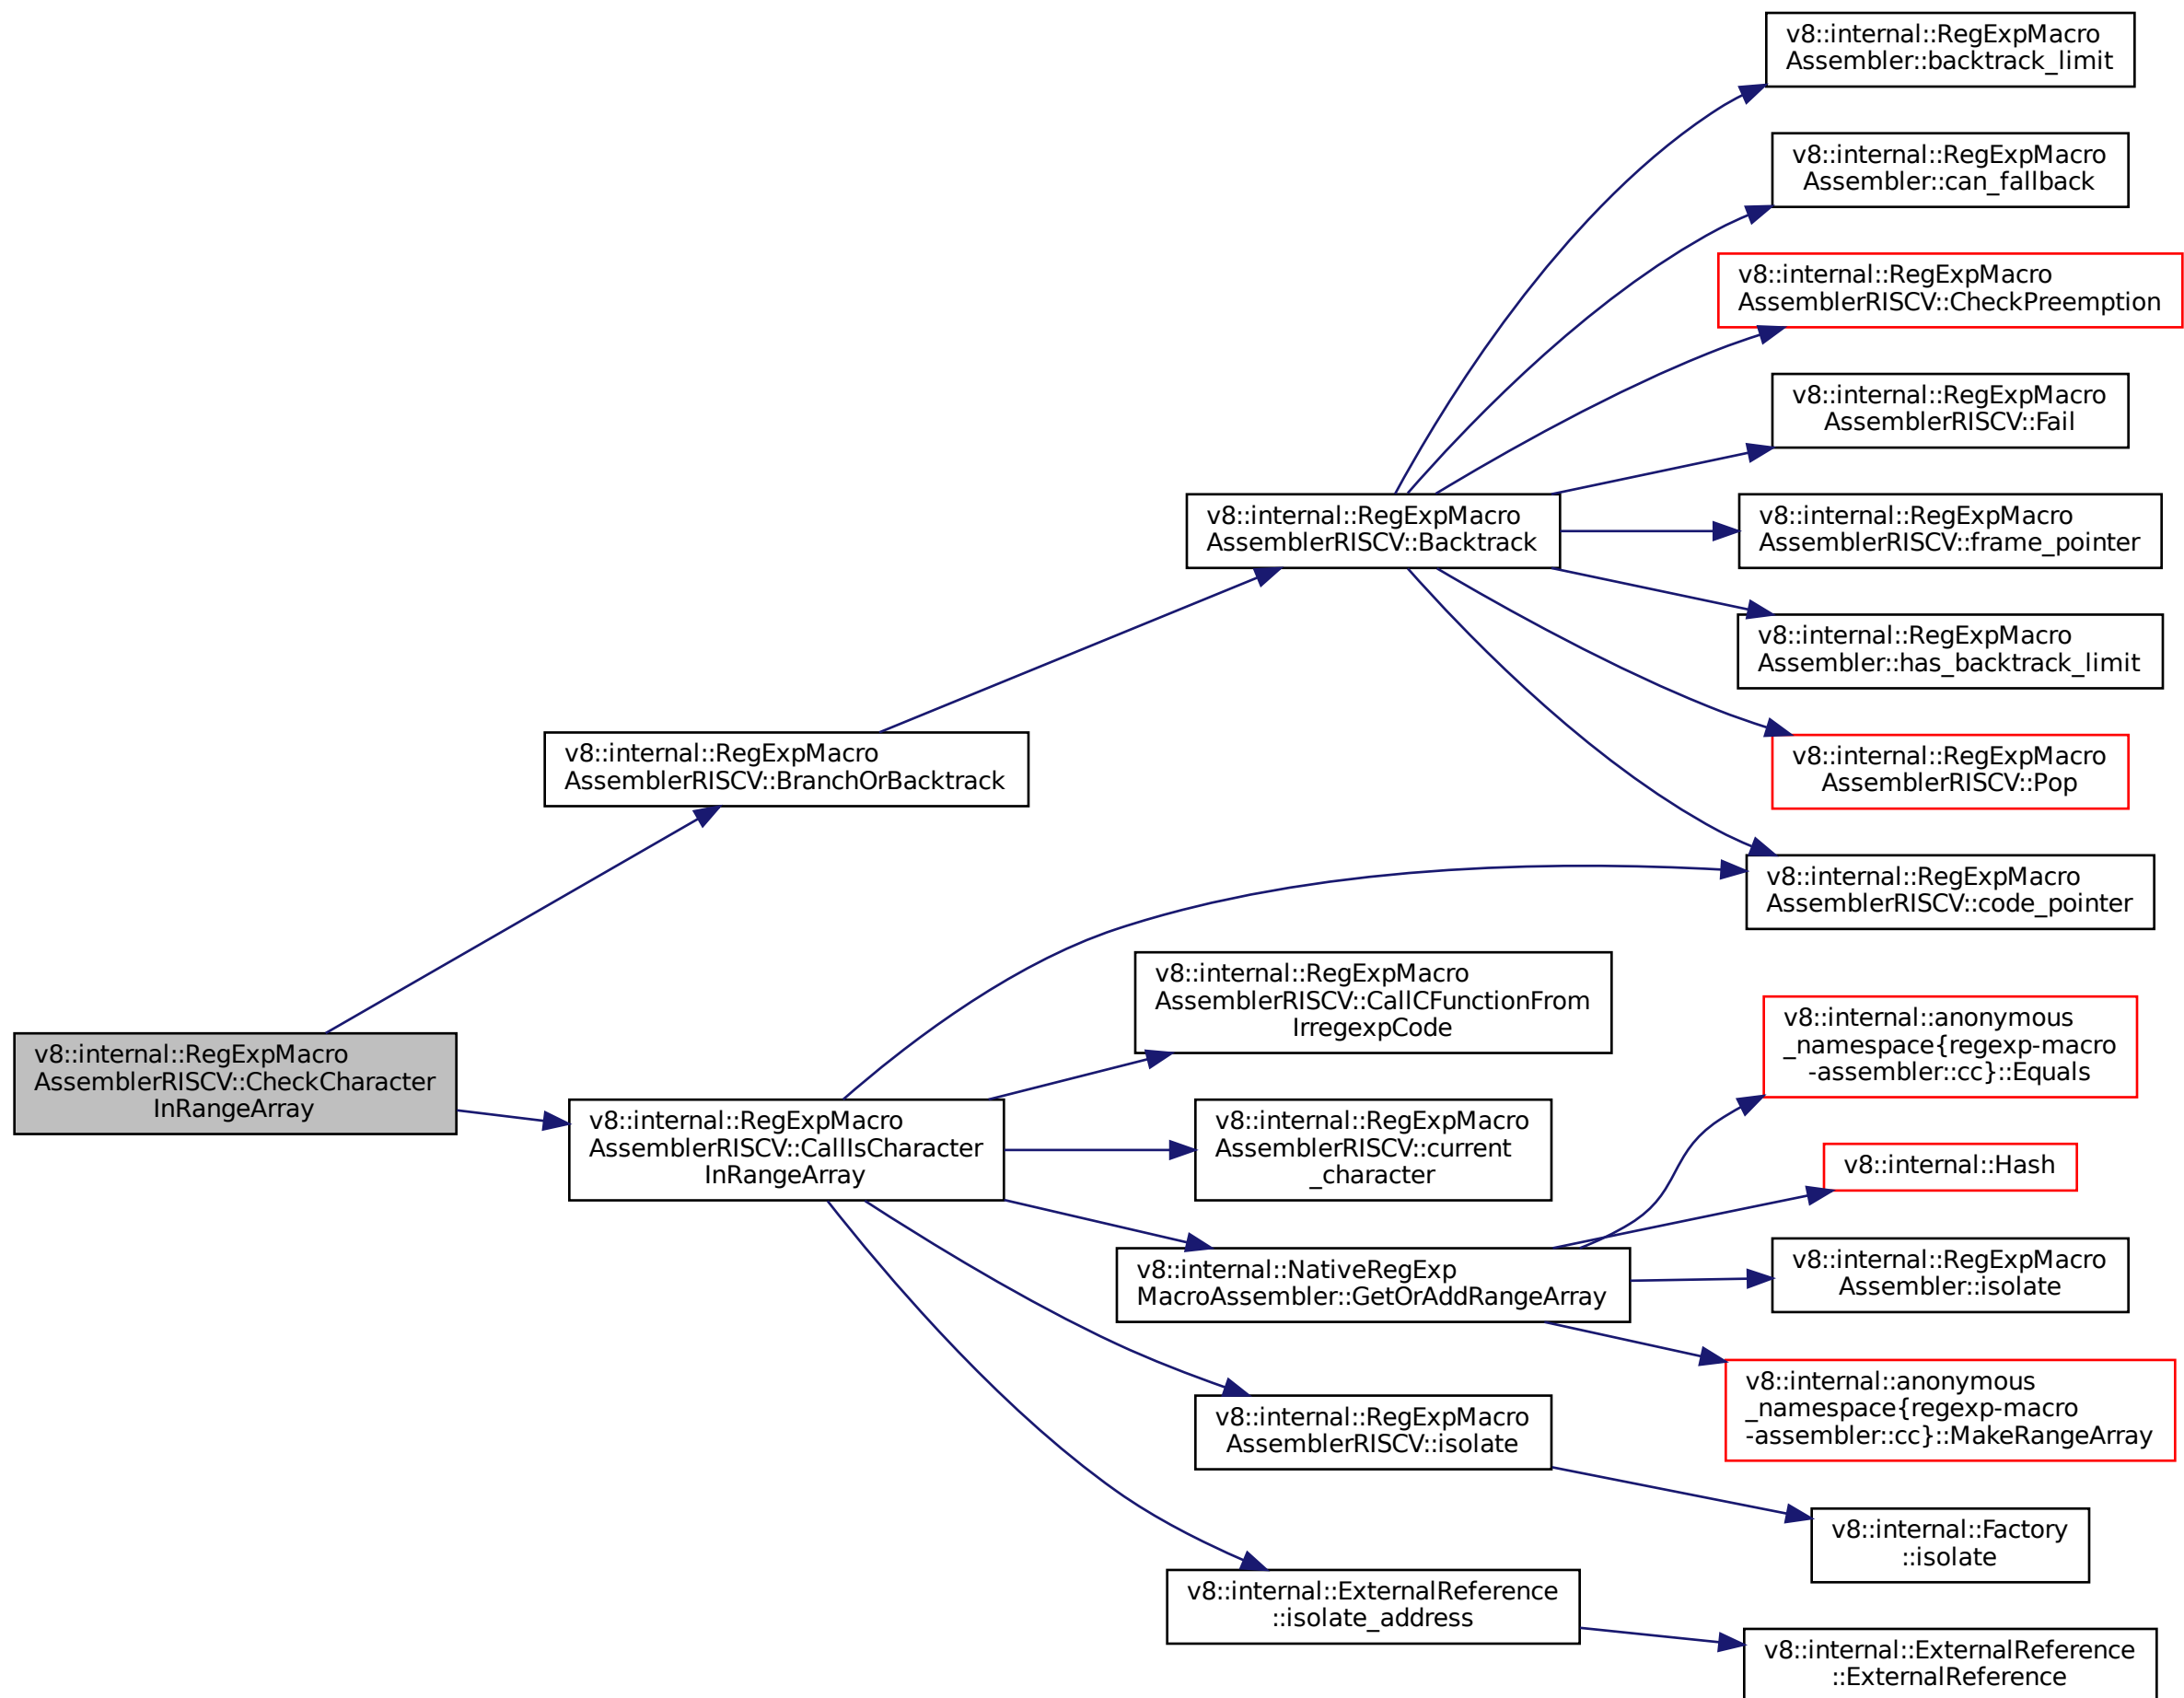 v8::internal::RegExpMacro
AssemblerRISCV::CheckCharacter
InRangeArray
v8::internal::RegExpMacro
AssemblerRISCV::BranchOrBacktrack
v8::internal::RegExpMacro
AssemblerRISCV::Backtrack
v8::internal::RegExpMacro
Assembler::backtrack_limit
v8::internal::RegExpMacro
Assembler::can_fallback
v8::internal::RegExpMacro
AssemblerRISCV::CheckPreemption
v8::internal::RegExpMacro
AssemblerRISCV::Fail
v8::internal::RegExpMacro
AssemblerRISCV::frame_pointer
v8::internal::RegExpMacro
Assembler::has_backtrack_limit
v8::internal::RegExpMacro
AssemblerRISCV::Pop
v8::internal::RegExpMacro
AssemblerRISCV::code_pointer
v8::internal::RegExpMacro
AssemblerRISCV::CallIsCharacter
InRangeArray
v8::internal::RegExpMacro
AssemblerRISCV::CallCFunctionFrom
IrregexpCode
v8::internal::RegExpMacro
AssemblerRISCV::current
_character
v8::internal::NativeRegExp
MacroAssembler::GetOrAddRangeArray
v8::internal::anonymous
_namespace{regexp-macro
-assembler::cc}::Equals
v8::internal::Hash
v8::internal::RegExpMacro
Assembler::isolate
v8::internal::anonymous
_namespace{regexp-macro
-assembler::cc}::MakeRangeArray
v8::internal::RegExpMacro
AssemblerRISCV::isolate
v8::internal::Factory
::isolate
v8::internal::ExternalReference
::isolate_address
v8::internal::ExternalReference
::ExternalReference